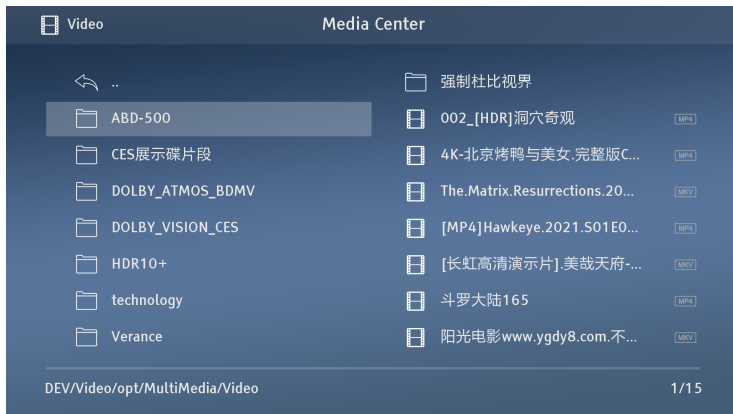 Video
Media Center
..
ABD-500
CES展示碟片段
DOLBY_ATMOS_BDMV
DOLBY_VISION_CES
HDR10+
technology
Verance
强制杜比视界
002_[HDR]洞穴奇观 MP4
4K-北京烤鸭与美女.完整版C... MP4
The.Matrix.Resurrections.20... MKV
[MP4]Hawkeye.2021.S01E0... MP4
[长虹高清演示片].美哉天府-... MKV
斗罗大陆165 MP4
阳光电影www.ygdy8.com.不... MKV
DEV/Video/opt/MultiMedia/Video
1/15